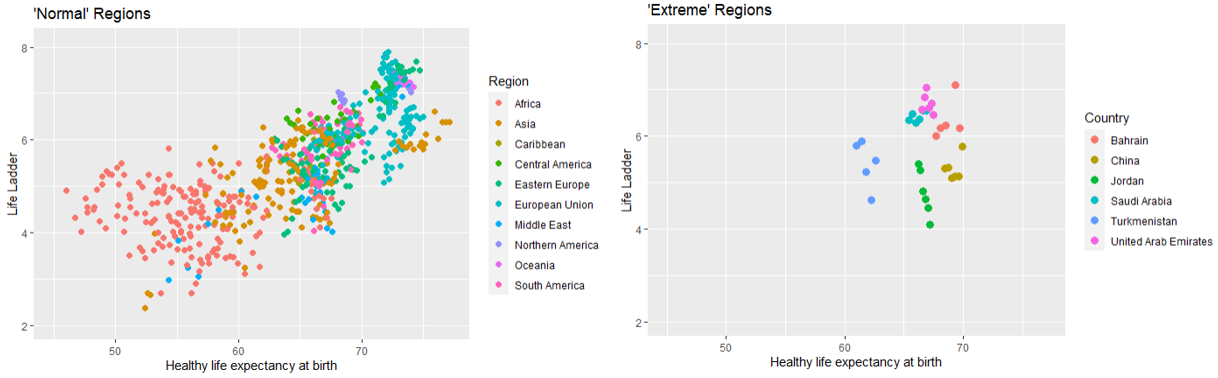 'Normal' Regions
8
6
4
2
50
60
70
Healthy life expectancy at birth
Life Ladder
Region
Africa
Asia
Caribbean
Central America
Eastern Europe
European Union
Middle East
Northern America
Oceania
South America
'Extreme' Regions
8
6
4
2
50
60
70
Healthy life expectancy at birth
Life Ladder
Country
Bahrain
China
Jordan
Saudi Arabia
Turkmenistan
United Arab Emirates